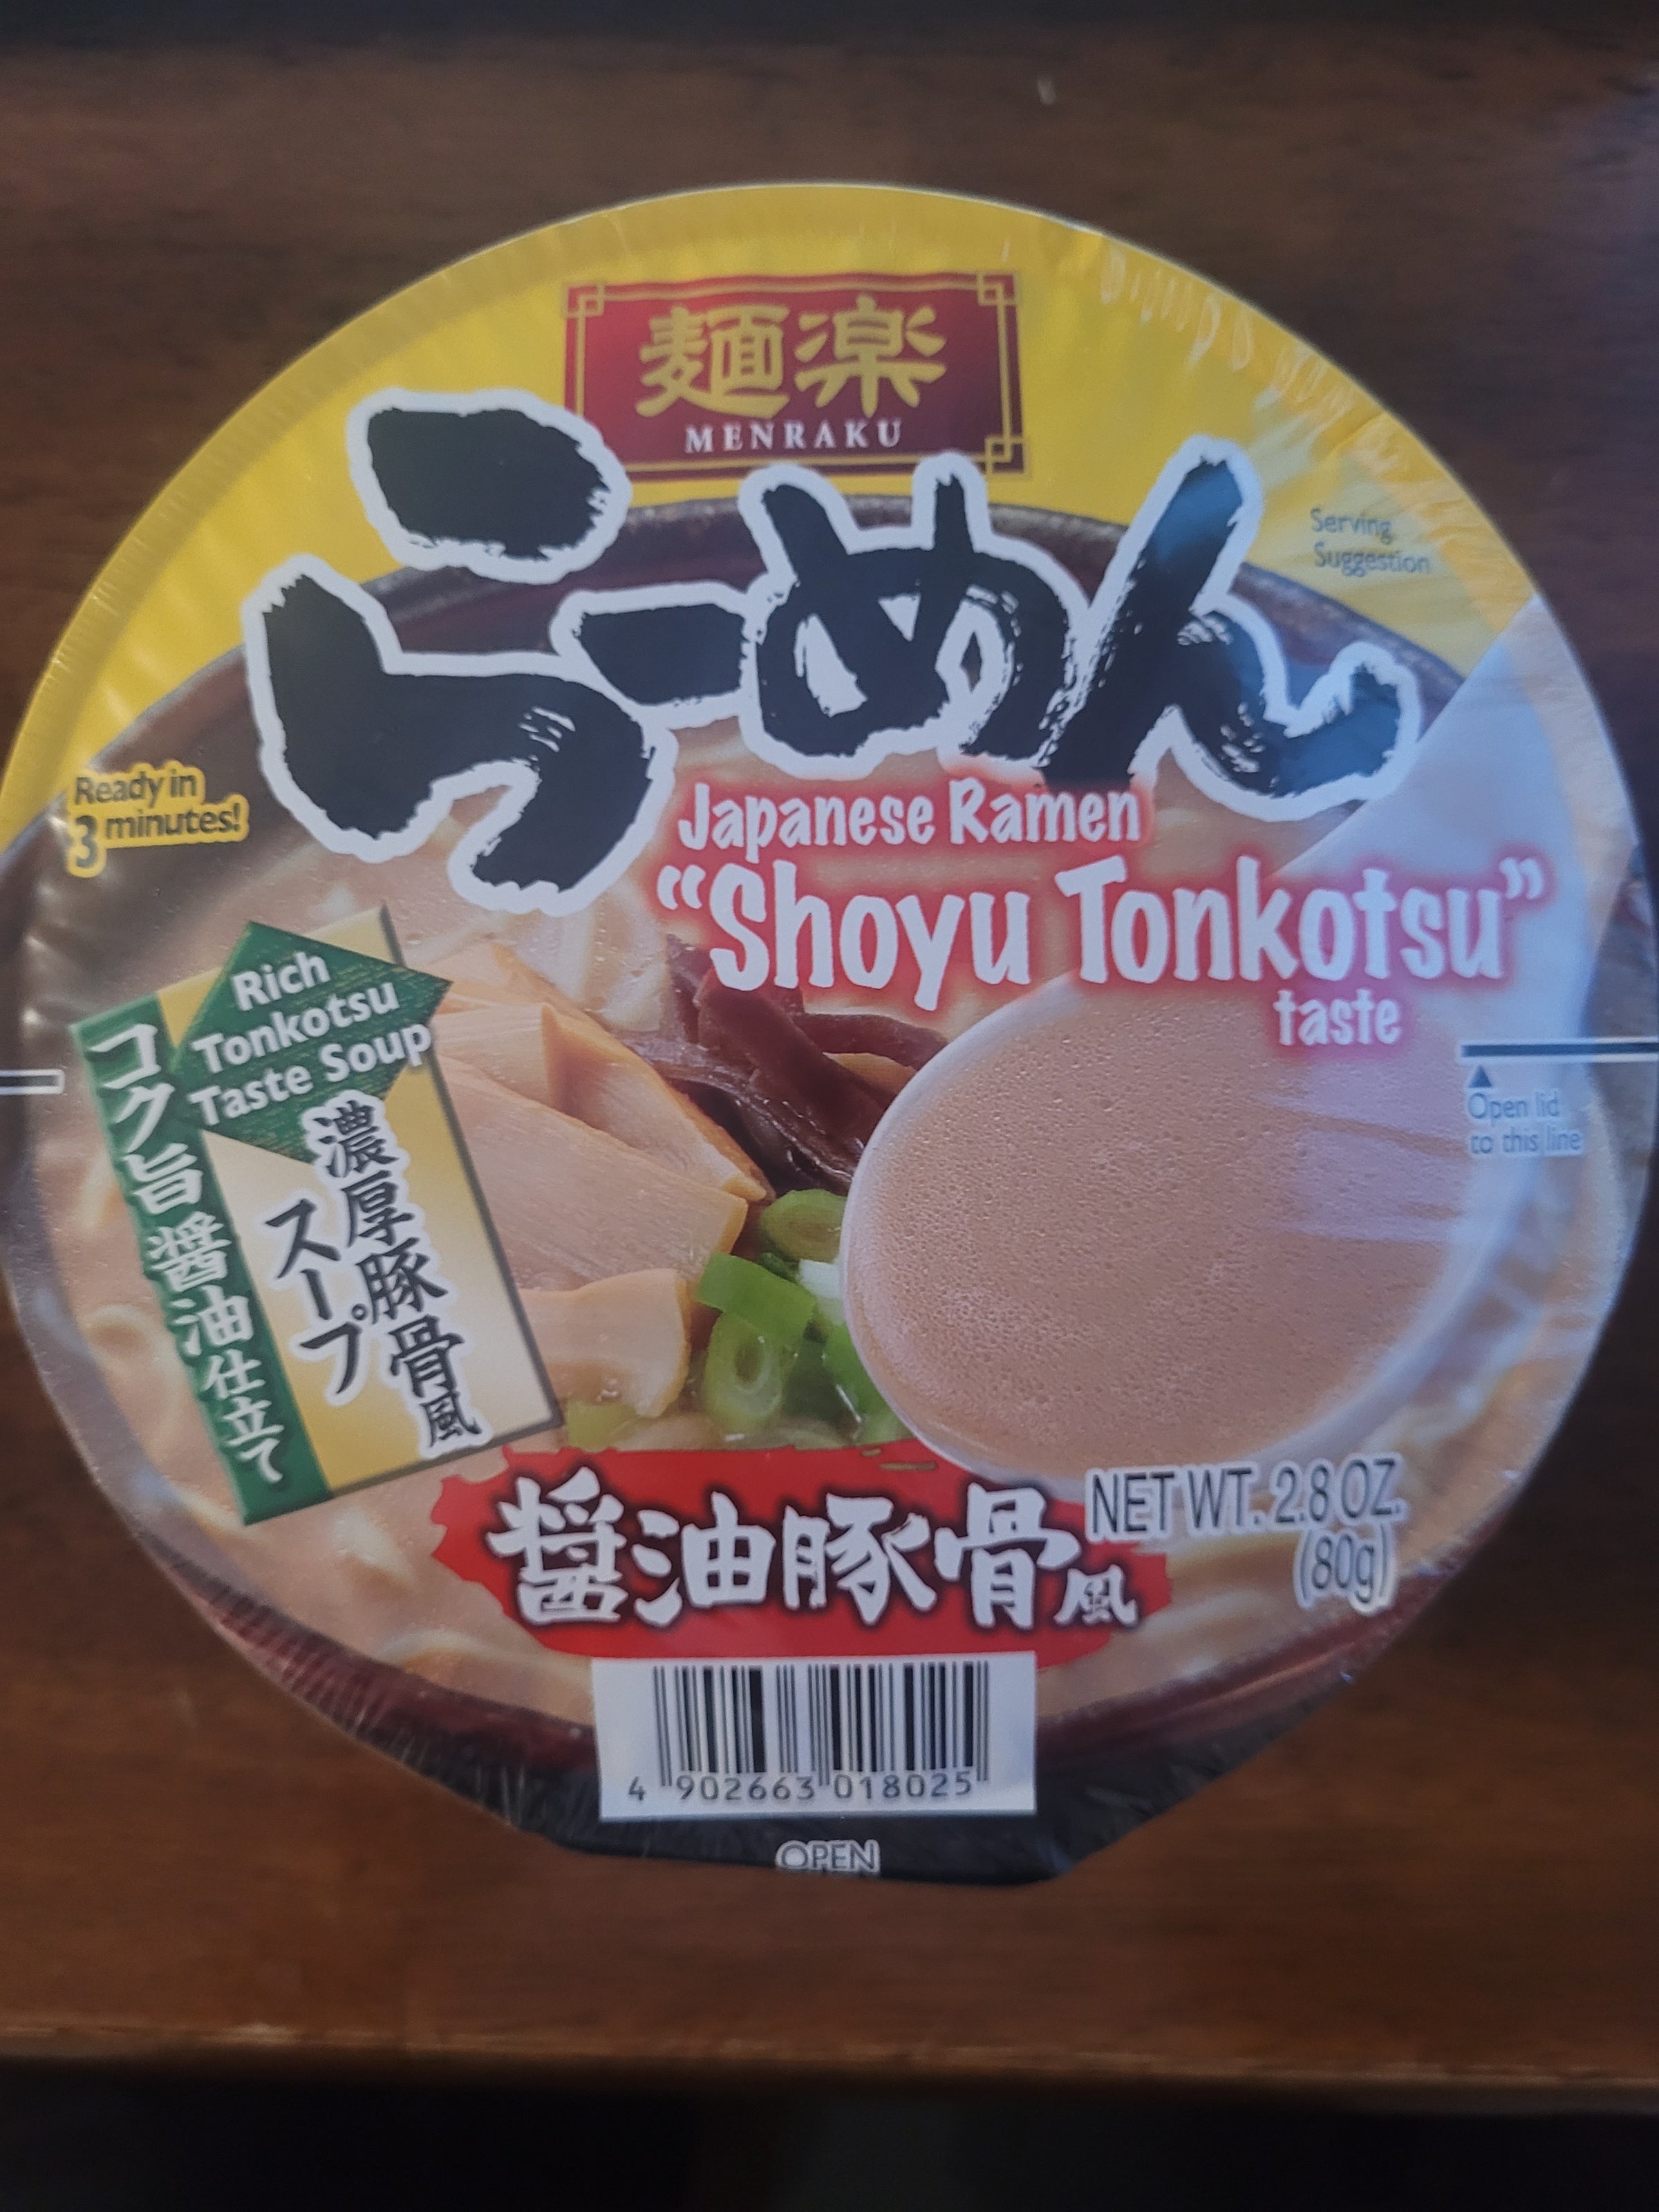 麺楽
MENRAKU
らーめん
Serving
Suggestion
Ready in
3 minutes!
Japanese Ramen
“Shoyu Tonkotsu”
taste
Rich
Tonkotsu
Taste Soup
コク旨醤油仕立て
濃厚豚骨風
スープ
Open lid
to this line
醤油豚骨風
NET WT. 2.8 OZ.
(80g)
4 902663 018025
OPEN